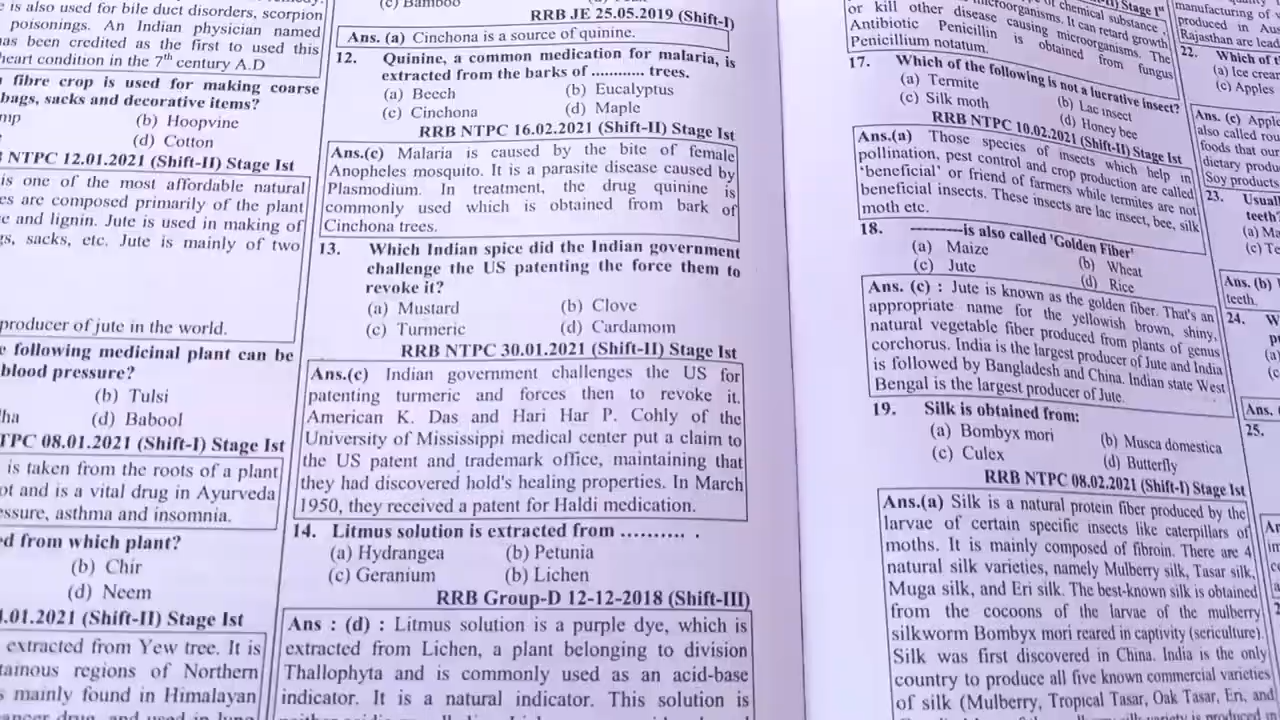 e is also used for bile duct disorders, scorpion
poisonings. An Indian physician named
has been credited as the first to used this
heart condition in the 7th century A.D
fibre crop is used for making coarse
bags, sacks and decorative items?
(b) Hoopvine
(d) Cotton
NTPC 12.01.2021 (Shift-II) Stage Ist
is one of the most affordable natural
es are composed primarily of the plant
e and lignin. Jute is used in making of
gs, sacks, etc. Jute is mainly of two
producer of jute in the world.
e following medicinal plant can be
blood pressure?
(b) Tulsi
(d) Babool
TPC 08.01.2021 (Shift-I) Stage Ist
is taken from the roots of a plant
ot and is a vital drug in Ayurveda
essure, asthma and insomnia.
ed from which plant?
(b) Chir
(d) Neem
.01.2021 (Shift-II) Stage Ist
extracted from Yew tree. It is
tainous regions of Northern
s mainly found in Himalayan
(c) Bamboo
RRB JE 25.05.2019 (Shift-I)
Ans. (a) Cinchona is a source of quinine.
12. Quinine, a common medication for malaria, is
extracted from the barks of ............ trees.
(a) Beech (b) Eucalyptus
(c) Cinchona (d) Maple
RRB NTPC 16.02.2021 (Shift-II) Stage Ist
Ans.(c) Malaria is caused by the bite of female
Anopheles mosquito. It is a parasite disease caused by
Plasmodium. In treatment, the drug quinine is
commonly used which is obtained from bark of
Cinchona trees.
13. Which Indian spice did the Indian government
challenge the US patenting the force them to
revoke it?
(a) Mustard (b) Clove
(c) Turmeric (d) Cardamom
RRB NTPC 30.01.2021 (Shift-II) Stage Ist
Ans.(c) Indian government challenges the US for
patenting turmeric and forces then to revoke it.
American K. Das and Hari Har P. Cohly of the
University of Mississippi medical center put a claim to
the US patent and trademark office, maintaining that
they had discovered hold's healing properties. In March
1950, they received a patent for Haldi medication.
14. Litmus solution is extracted from .......... .
(a) Hydrangea (b) Petunia
(c) Geranium (b) Lichen
RRB Group-D 12-12-2018 (Shift-III)
Ans : (d) : Litmus solution is a purple dye, which is
extracted from Lichen, a plant belonging to division
Thallophyta and is commonly used as an acid-base
indicator. It is a natural indicator. This solution is
microorganisms. of chemical substance ,
or kill other disease causing microorganisms. It can retard growth
Antibiotic Penicillin is obtained from fungus
Penicillium notatum.
17. Which of the following is not a lucrative insect?
(a) Termite (b) Lac insect
(c) Silk moth (d) Honey bee
RRB NTPC 10.02.2021 (Shift-II) Stage Ist
Ans.(a) Those species of insects which help in
pollination, pest control and crop production are called
'beneficial' or friend of farmers while termites are not
beneficial insects. These insects are lac insect, bee, silk
moth etc.
18. ----------is also called 'Golden Fiber'
(a) Maize (b) Wheat
(c) Jute (d) Rice
Ans. (c) : Jute is known as the golden fiber. That's an
appropriate name for the yellowish brown, shiny,
natural vegetable fiber produced from plants of genus
corchorus. India is the largest producer of Jute and India
is followed by Bangladesh and China. Indian state West
Bengal is the largest producer of Jute.
19. Silk is obtained from:
(a) Bombyx mori (b) Musca domestica
(c) Culex (d) Butterfly
RRB NTPC 08.02.2021 (Shift-I) Stage Ist
Ans.(a) Silk is a natural protein fiber produced by the
larvae of certain specific insects like caterpillars of
moths. It is mainly composed of fibroin. There are 4
natural silk varieties, namely Mulberry silk, Tasar silk,
Muga silk, and Eri silk. The best-known silk is obtained
from the cocoons of the larvae of the mulberry
silkworm Bombyx mori reared in captivity (sericulture).
Silk was first discovered in China. India is the only
country to produce all five known commercial varieties
of silk (Mulberry, Tropical Tasar, Oak Tasar, Eri, and
manufacturing of
produced in Aus
Rajasthan are lead
22. Which of t
(a) Ice crea
(c) Apples
Ans. (c) Apple
also called ro
foods that our
dietary produ
Soy products
23. Usual
teeth
(a) Ma
(c) Te
Ans. (b)
teeth.
24. W
(a)
(c
Ans.
25.